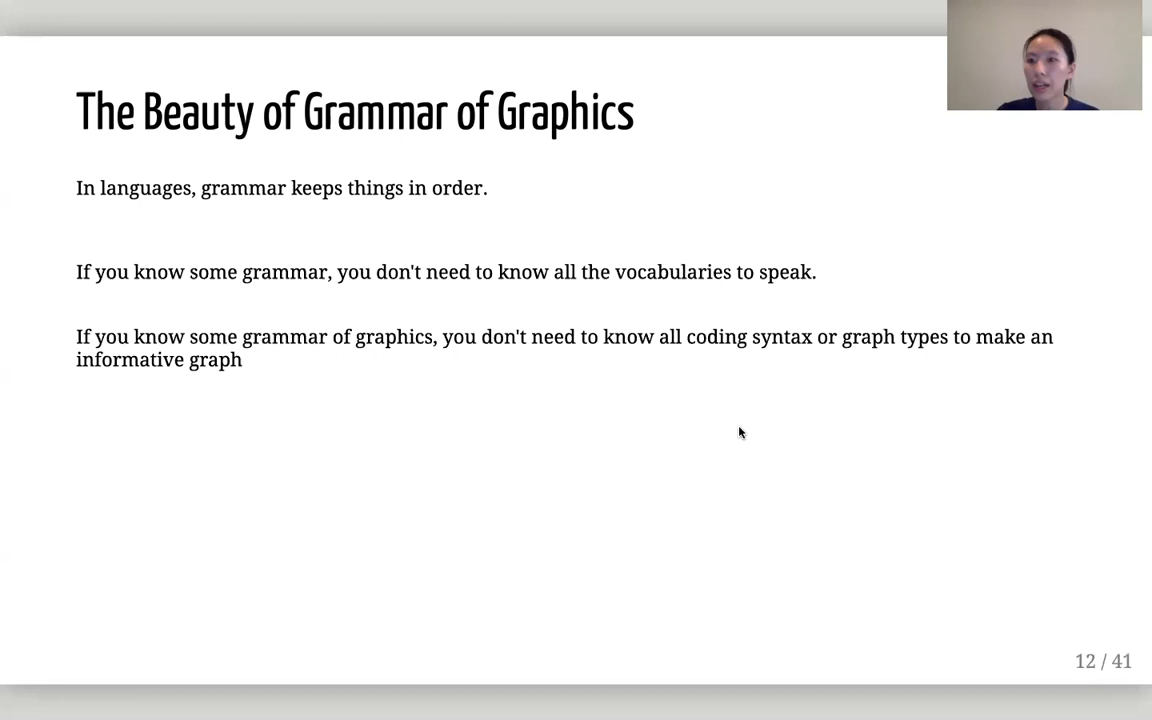 The Beauty of Grammar of Graphics
In languages, grammar keeps things in order.
If you know some grammar, you don't need to know all the vocabularies to speak.
If you know some grammar of graphics, you don't need to know all coding syntax or graph types to make an
informative graph
12 / 41